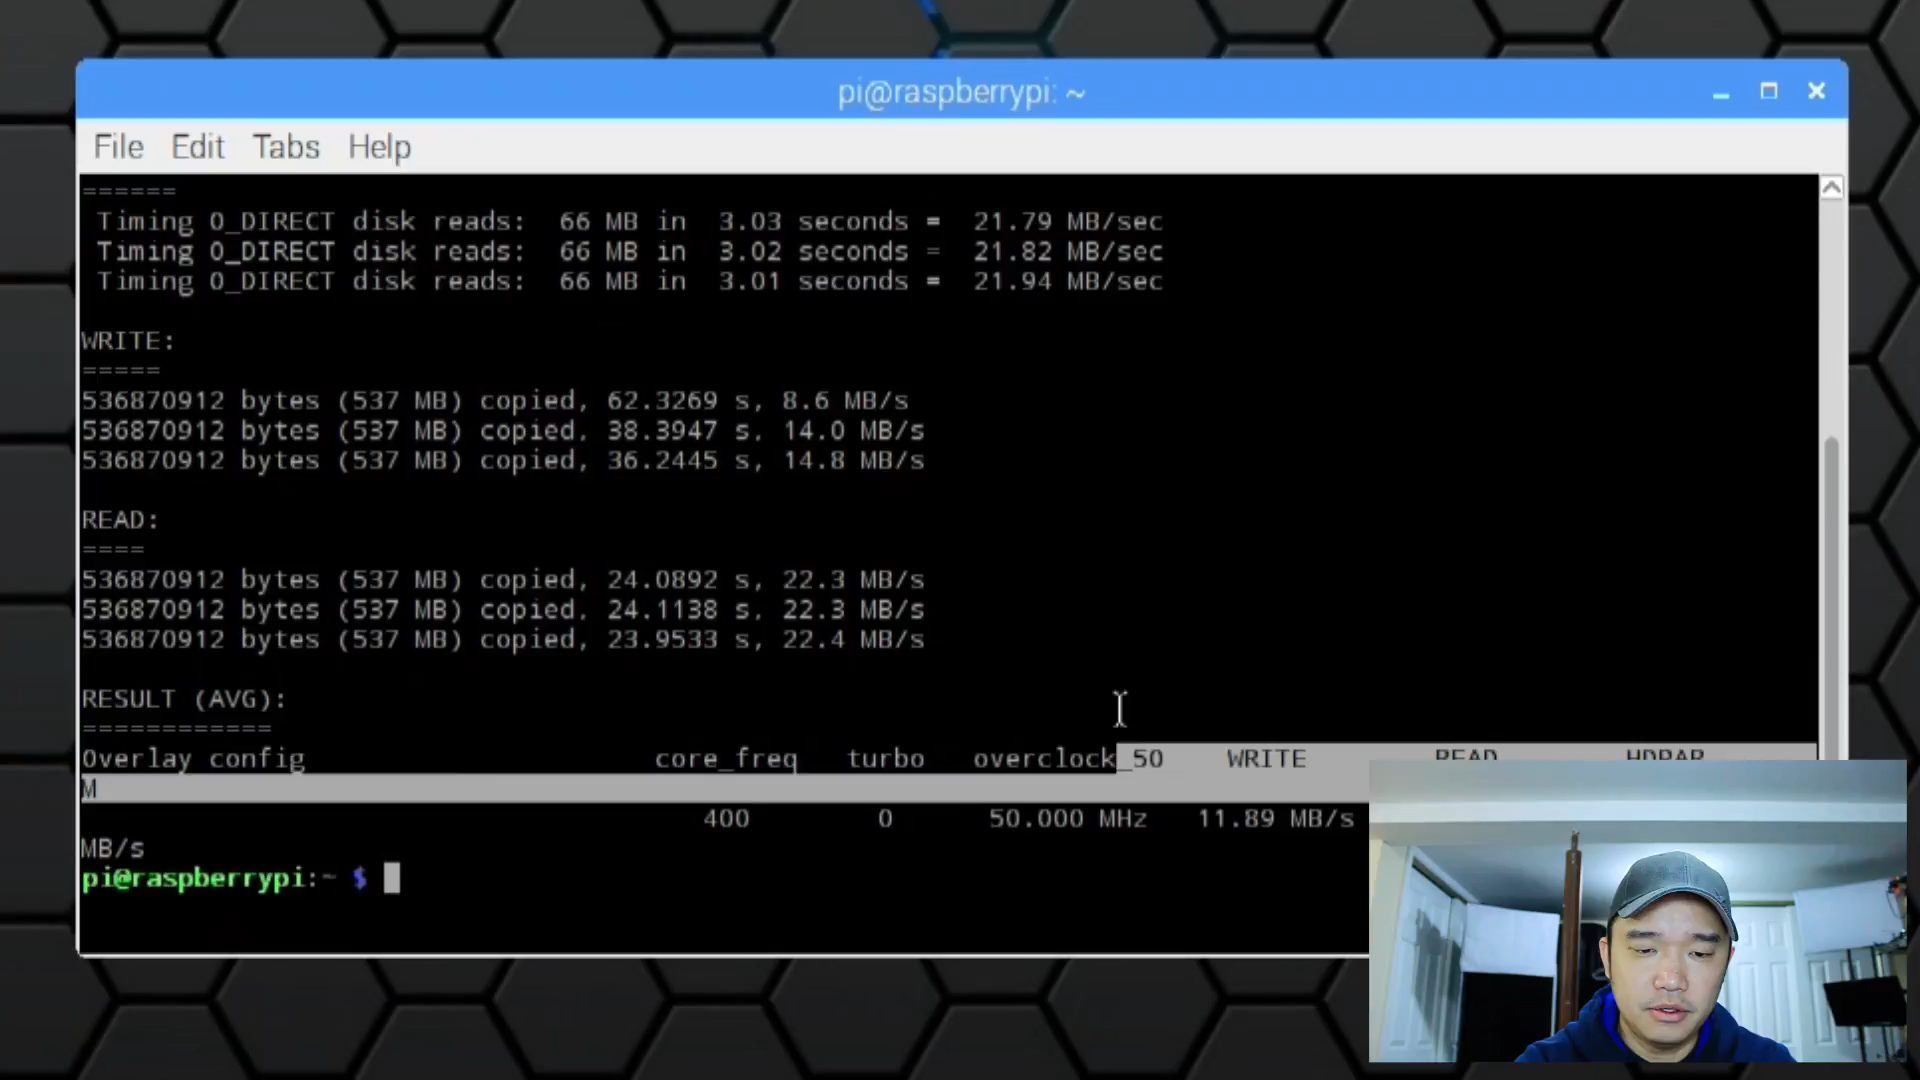 pi@raspberrypi: ~
File Edit Tabs Help
======
Timing O_DIRECT disk reads: 66 MB in 3.03 seconds = 21.79 MB/sec
Timing O_DIRECT disk reads: 66 MB in 3.02 seconds = 21.82 MB/sec
Timing O_DIRECT disk reads: 66 MB in 3.01 seconds = 21.94 MB/sec
WRITE:
=====
536870912 bytes (537 MB) copied, 62.3269 s, 8.6 MB/s
536870912 bytes (537 MB) copied, 38.3947 s, 14.0 MB/s
536870912 bytes (537 MB) copied, 36.2445 s, 14.8 MB/s
READ:
====
536870912 bytes (537 MB) copied, 24.0892 s, 22.3 MB/s
536870912 bytes (537 MB) copied, 24.1138 s, 22.3 MB/s
536870912 bytes (537 MB) copied, 23.9533 s, 22.4 MB/s
RESULT (AVG):
============
Overlay config core_freq turbo overclock_50 WRITE READ HDPAR
M
400 0 50.000 MHz 11.89 MB/s
MB/s
pi@raspberrypi:~ $